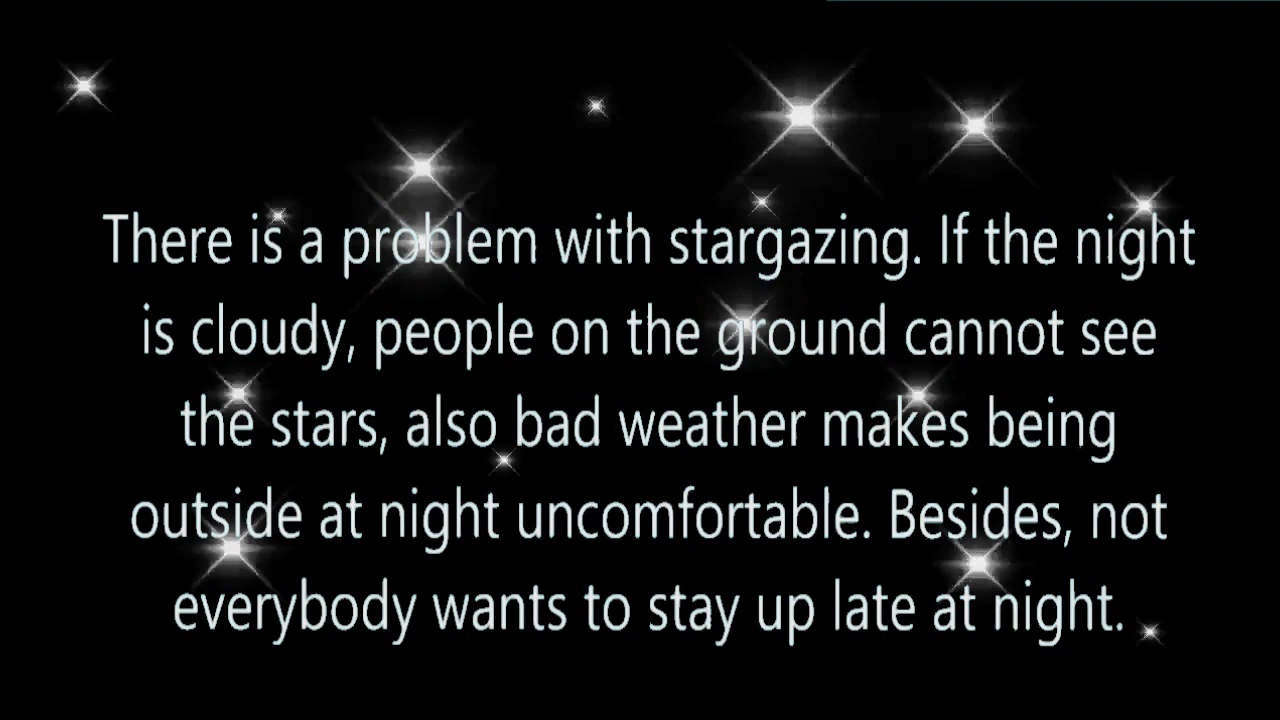 There is a problem with stargazing. If the night
is cloudy, people on the ground cannot see
the stars, also bad weather makes being
outside at night uncomfortable. Besides, not
everybody wants to stay up late at night.